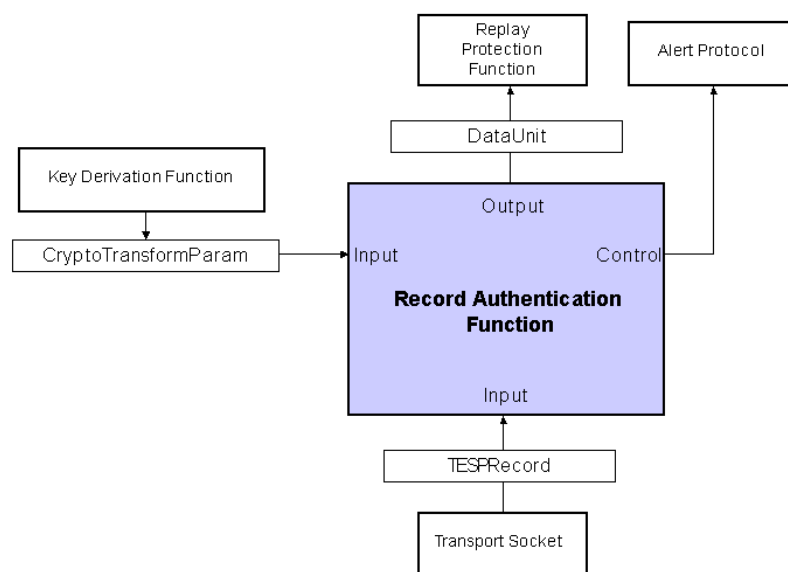 Replay
Protection
Function
Alert Protocol
DataUnit
Key Derivation Function
Output
CryptoTransformParam
Input
Control
Record Authentication
Function
Input
TESPRecord
Transport Socket